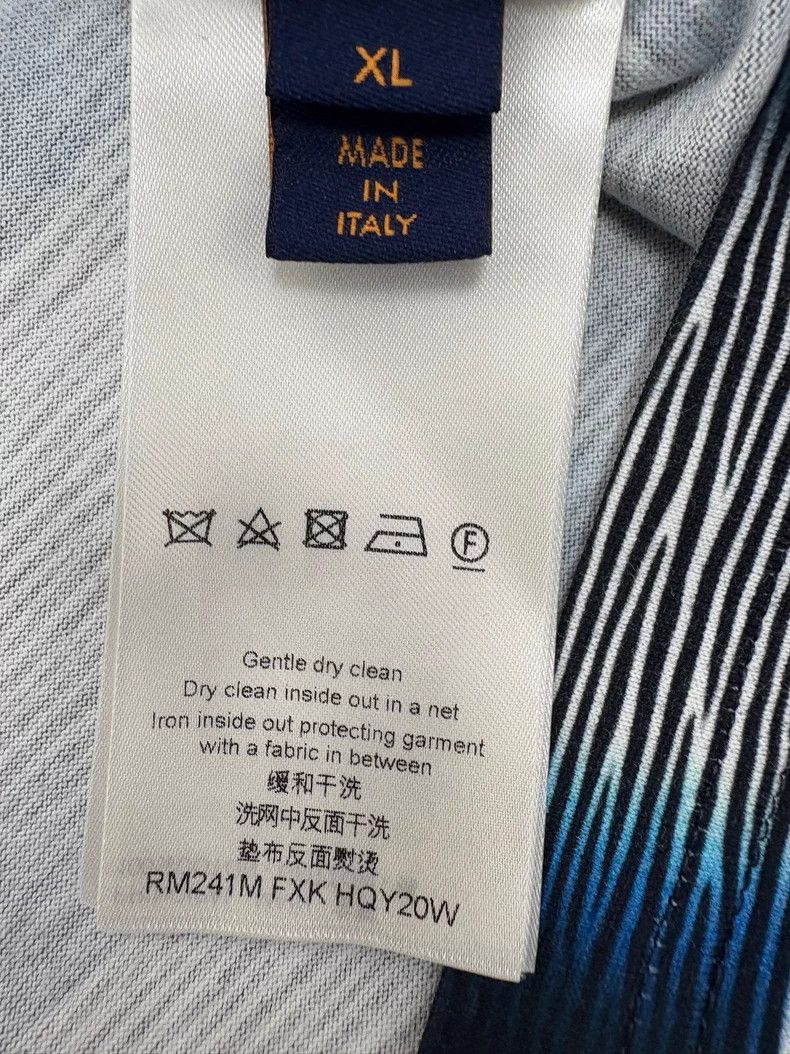 XL
MADE
IN
ITALY
F
Gentle dry clean
Dry clean inside out in a net
Iron inside out protecting garment
with a fabric in between
缓和干洗
洗网中反面干洗
垫布反面熨烫
RM241M FXK HQY20W